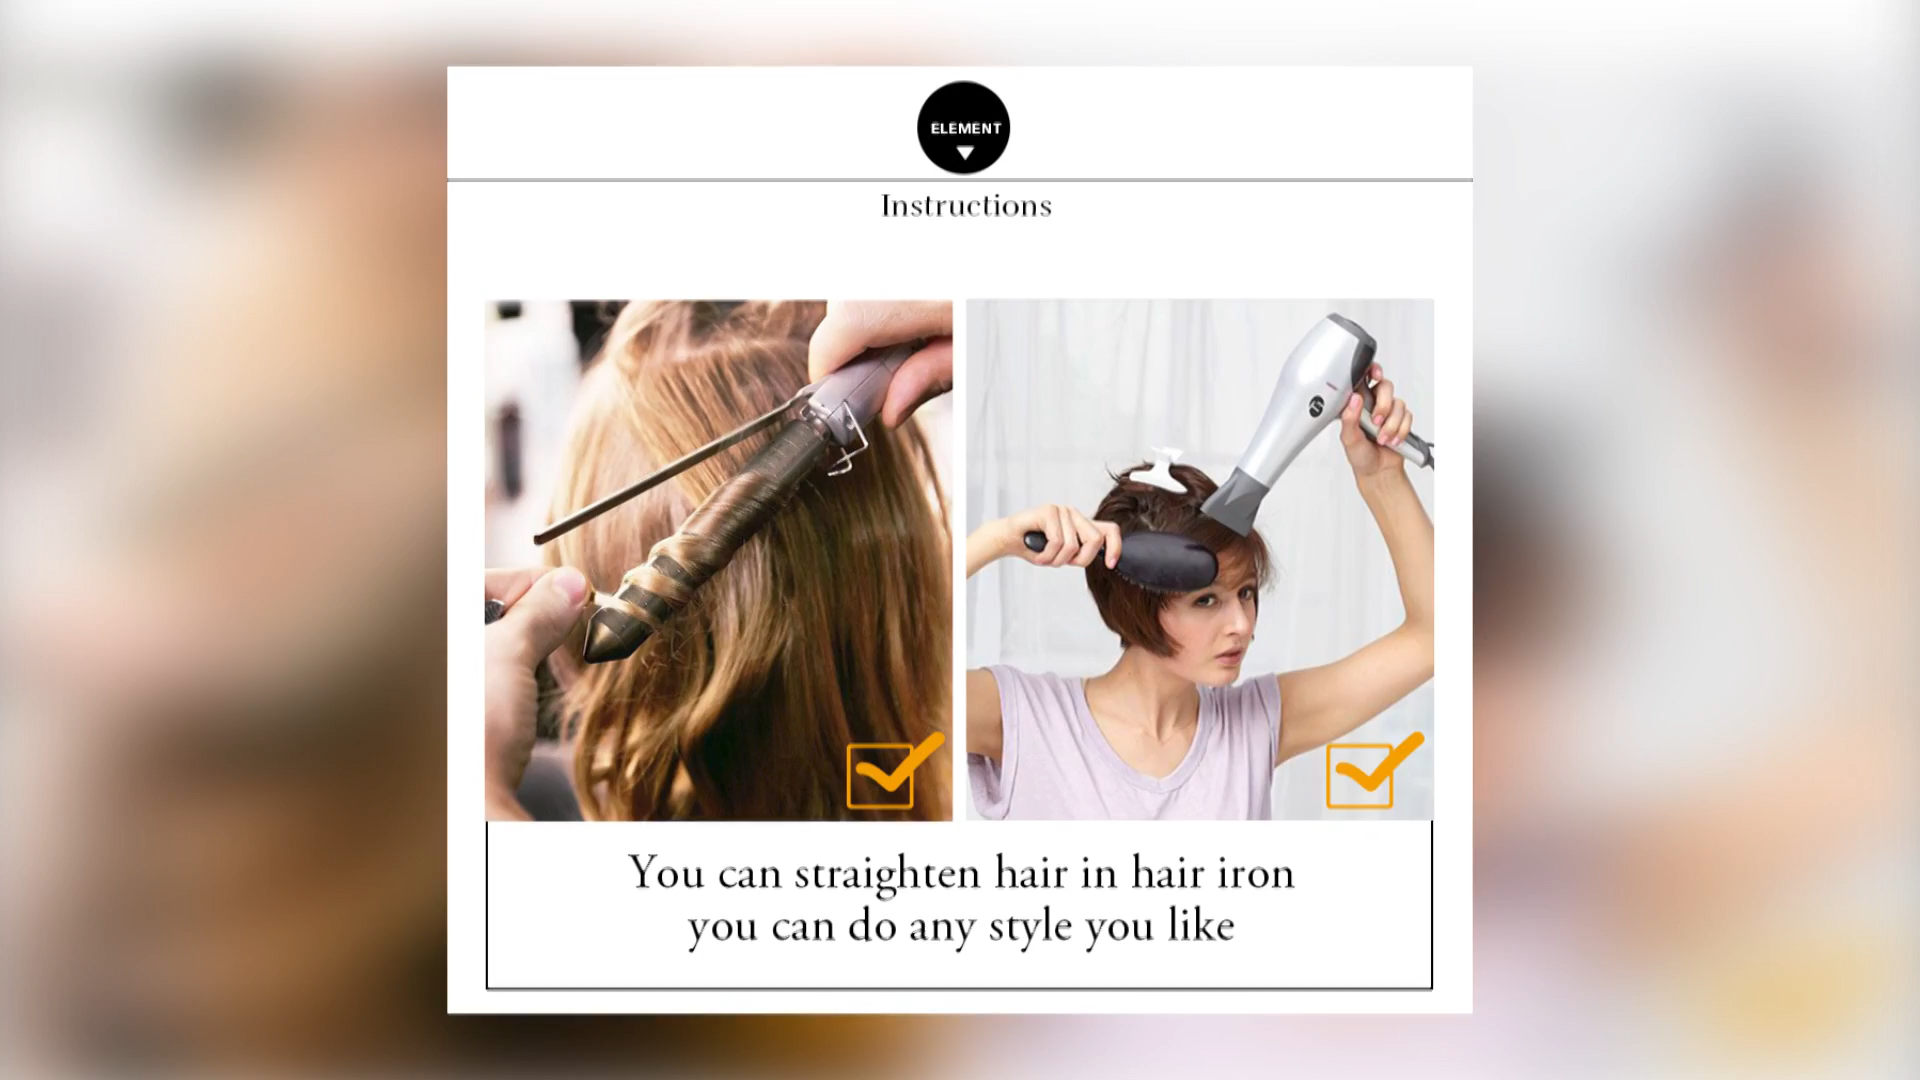 ELEMENT
Instructions
You can straighten hair in hair iron
you can do any style you like